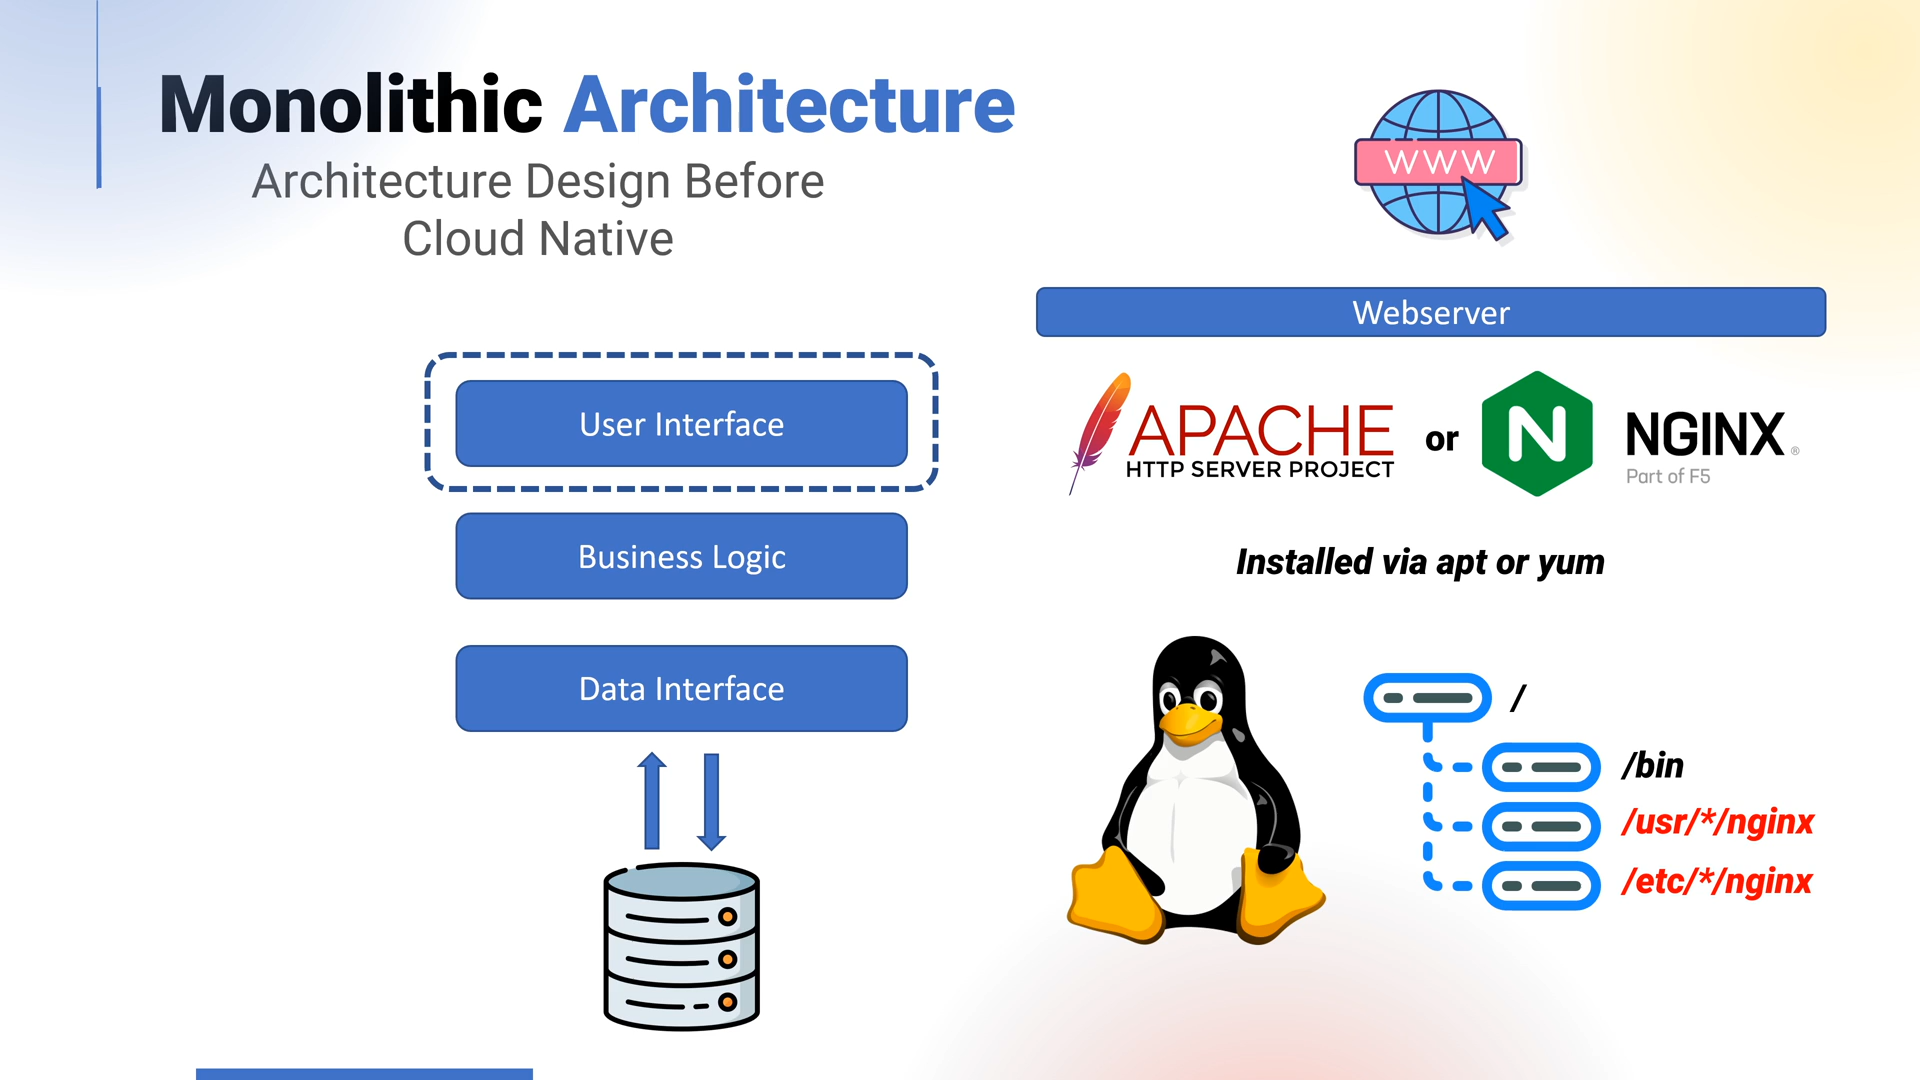 Monolithic Architecture
Architecture Design Before
Cloud Native
WWW
Webserver
User Interface
Business Logic
Data Interface
APACHE
HTTP SERVER PROJECT
or
N
NGINX®
Part of F5
Installed via apt or yum
/
/bin
/usr/*/nginx
/etc/*/nginx